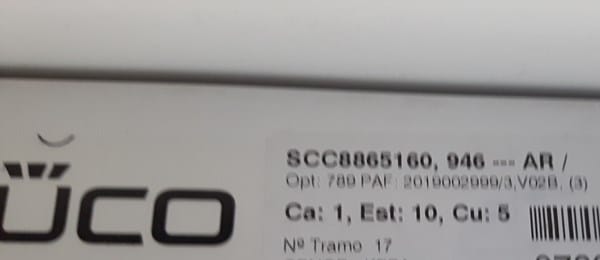 SCC8865160, 946 --- AR /
Opt: 789 PAF: 2019002999/3,V02B, (3)
ÜCO
Ca: 1, Est: 10, Cu: 5
Nº Tramo 17